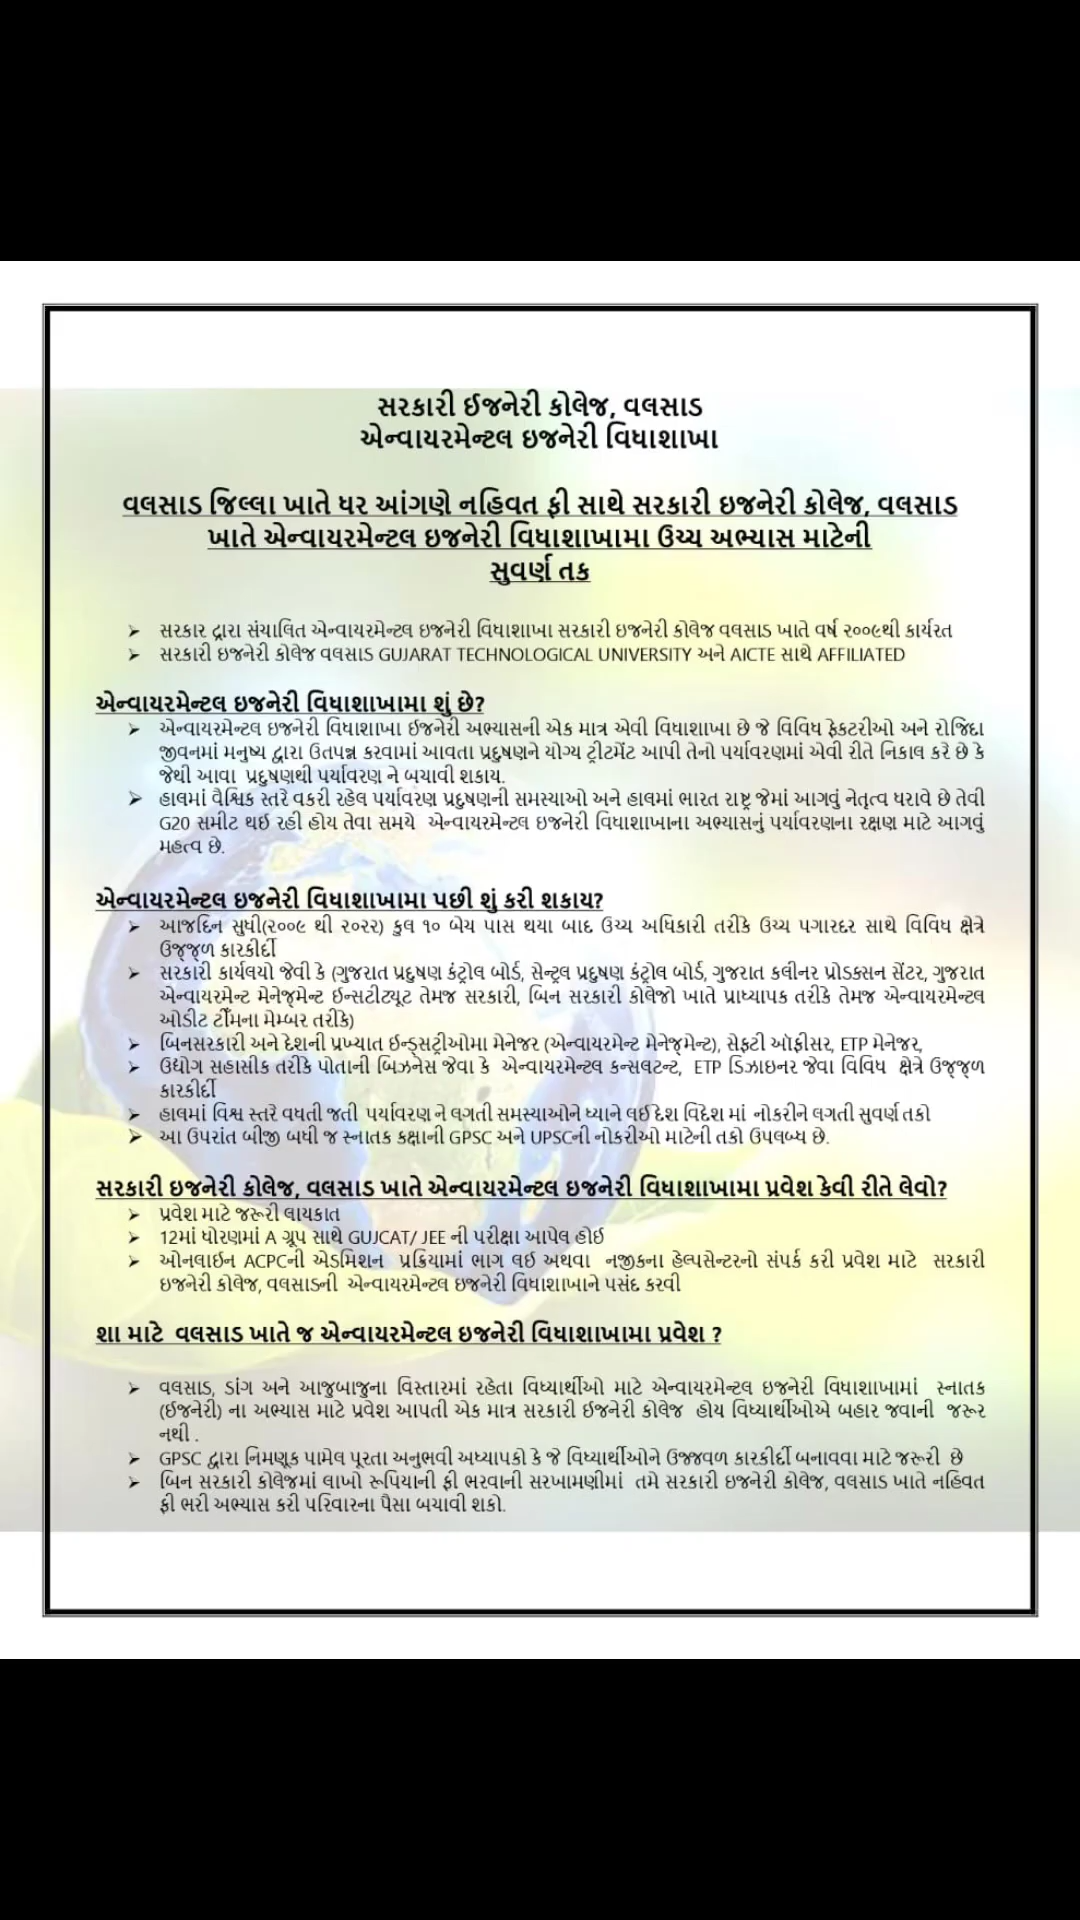 સરકારી ઈજનેરી કોલેજ, વલસાડ
એન્વાયરમેન્ટલ ઇજનેરી વિધાશાખા
વલસાડ જિલ્લા ખાતે ઘર આંગણે નહિવત ફી સાથે સરકારી ઇજનેરી કોલેજ, વલસાડ
ખાતે એન્વાયરમેન્ટલ ઇજનેરી વિધાશાખામા ઉચ્ચ અભ્યાસ માટેની
સુવર્ણ તક
➢ સરકાર દ્વારા સંચાલિત એન્વાયરમેન્ટલ ઇજનેરી વિધાશાખા સરકારી ઇજનેરી કોલેજ વલસાડ ખાતે વર્ષ ૨૦૦૯થી કાર્યરત
➢ સરકારી ઇજનેરી કોલેજ વલસાડ GUJARAT TECHNOLOGICAL UNIVERSITY અને AICTE સાથે AFFILIATED
એન્વાયરમેન્ટલ ઇજનેરી વિધાશાખામા શું છે?
➢ એન્વાયરમેન્ટલ ઇજનેરી વિધાશાખા ઈજનેરી અભ્યાસની એક માત્ર એવી વિધાશાખા છે જે વિવિધ ફેકટરીઓ અને રોજિંદા
જીવનમાં મનુષ્ય દ્વારા ઉતપન્ન કરવામાં આવતા પ્રદુષણને યોગ્ય ટ્રીટમેંટ આપી તેનો પર્યાવરણમાં એવી રીતે નિકાલ કરે છે કે
જેથી આવા પ્રદુષણથી પર્યાવરણ ને બચાવી શકાય.
➢ હાલમાં વૈશ્વિક સ્તરે વકરી રહેલ પર્યાવરણ પ્રદુષણની સમસ્યાઓ અને હાલમાં ભારત રાષ્ટ્ર જેમાં આગવું નેતૃત્વ ધરાવે છે તેવી
G20 સમીટ થઈ રહી હોય તેવા સમયે એન્વાયરમેન્ટલ ઇજનેરી વિધાશાખાના અભ્યાસનું પર્યાવરણના રક્ષણ માટે આગવું
મહત્વ છે.
એન્વાયરમેન્ટલ ઇજનેરી વિધાશાખામા પછી શું કરી શકાય?
➢ આજદિન સુધી(૨૦૦૯ થી ૨૦૨૨) કુલ ૧૦ બેચ પાસ થયા બાદ ઉચ્ચ અધિકારી તરીકે ઉચ્ચ પગારદર સાથે વિવિધ ક્ષેત્રે
ઉજ્જ્ળ કારકીર્દી
➢ સરકારી કાર્યલયો જેવી કે (ગુજરાત પ્રદુષણ કંટ્રોલ બોર્ડ, સેન્ટ્રલ પ્રદુષણ કંટ્રોલ બોર્ડ, ગુજરાત કલીનર પ્રોડક્સન સેંટર, ગુજરાત
એન્વાયરમેન્ટ મેનેજ્મેન્ટ ઈન્સટીટ્યૂટ તેમજ સરકારી, બિન સરકારી કોલેજો ખાતે પ્રાધ્યાપક તરીકે તેમજ એન્વાયરમેન્ટલ
ઓડીટ ટીંમના મેમ્બર તરીકે)
➢ બિનસરકારી અને દેશની પ્રખ્યાત ઈન્ડ્સટ્રીઓમા મેનેજર (એન્વાયરમેન્ટ મેનેજ્મેન્ટ), સેફ્ટી ઑફીસર, ETP મેનેજર,
➢ ઉદ્યોગ સહાસીક તરીકે પોતાની બિઝનેસ જેવા કે એન્વાયરમેન્ટલ કન્સલટન્ટ, ETP ડિઝાઇનર જેવા વિવિધ ક્ષેત્રે ઉજ્જ્ળ
કારકીર્દી
➢ હાલમાં વિશ્વ સ્તરે વધતી જતી પર્યાવરણ ને લગતી સમસ્યાઓને ધ્યાને લઈ દેશ વિદેશ માં નોકરીને લગતી સુવર્ણ તકો
➢ આ ઉપરાંત બીજી બધી જ સ્નાતક કક્ષાની GPSC અને UPSCની નોકરીઓ માટેની તકો ઉપલબ્ધ છે.
સરકારી ઇજનેરી કોલેજ, વલસાડ ખાતે એન્વાયરમેન્ટલ ઇજનેરી વિધાશાખામા પ્રવેશ કેવી રીતે લેવો?
➢ પ્રવેશ માટે જરૂરી લાયકાત
➢ 12માં ધોરણમાં A ગ્રૂપ સાથે GUJCAT/ JEE ની પરીક્ષા આપેલ હોઈ
➢ ઓનલાઈન ACPCની એડમિશન પ્રક્રિયામાં ભાગ લઈ અથવા નજીકના હેલ્પસેન્ટરનો સંપર્ક કરી પ્રવેશ માટે સરકારી
ઇજનેરી કોલેજ, વલસાડની એન્વાયરમેન્ટલ ઇજનેરી વિધાશાખાને પસંદ કરવી
શા માટે વલસાડ ખાતે જ એન્વાયરમેન્ટલ ઇજનેરી વિધાશાખામા પ્રવેશ ?
➢ વલસાડ, ડાંગ અને આજુબાજુના વિસ્તારમાં રહેતા વિધ્યાર્થીઓ માટે એન્વાયરમેન્ટલ ઇજનેરી વિધાશાખામાં સ્નાતક
(ઈજનેરી) ના અભ્યાસ માટે પ્રવેશ આપતી એક માત્ર સરકારી ઈજનેરી કોલેજ હોય વિધ્યાર્થીઓએ બહાર જવાની જરૂર
નથી .
➢ GPSC દ્વારા નિમણૂક પામેલ પૂરતા અનુભવી અધ્યાપકો કે જે વિધ્યાર્થીઓને ઉજ્જવળ કારકીર્દી બનાવવા માટે જરૂરી છે
➢ બિન સરકારી કોલેજમાં લાખો રૂપિયાની ફી ભરવાની સરખામણીમાં તમે સરકારી ઇજનેરી કોલેજ, વલસાડ ખાતે નહિવત
ફી ભરી અભ્યાસ કરી પરિવારના પૈસા બચાવી શકો.